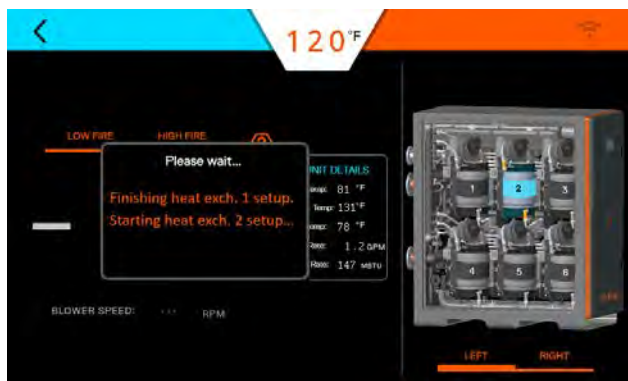 120°F
LOW FIRE HIGH FIRE
Please wait...
Finishing heat exch. 1 setup.
Starting heat exch. 2 setup...
UNIT DETAILS
81 °F
Temp: 131°F
78 °F
Rate: 1.2 GPM
Rate: 147 MBTU
BLOWER SPEED: --- RPM
1 2 3
4 5 6
LEFT RIGHT